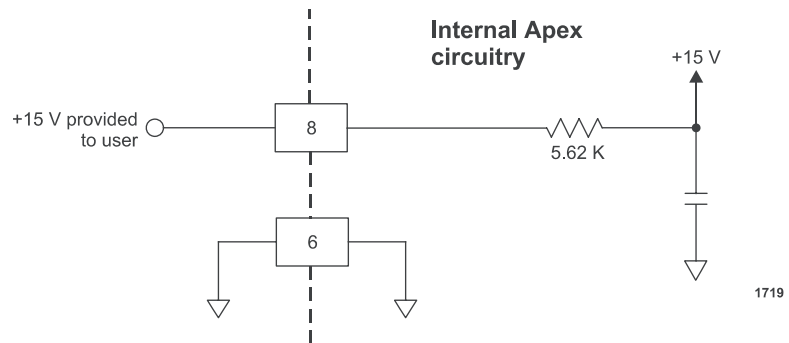 Internal Apex
circuitry
+15 V
+15 V provided
to user
8
5.62 K
6
1719